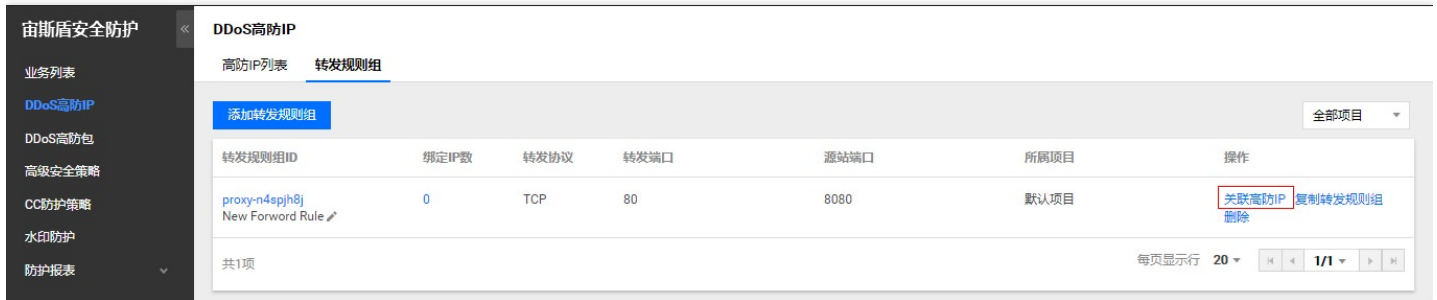 宙斯盾安全防护
业务列表
DDoS高防IP
DDoS高防包
高级安全策略
CC防护策略
水印防护
防护报表
DDoS高防IP
高防IP列表 转发规则组
添加转发规则组 全部项目
转发规则组ID 绑定IP数 转发协议 转发端口 源站端口 所属项目 操作
proxy-n4spjh8j 0 TCP 80 8080 默认项目 关联高防IP 复制转发规则组
New Forword Rule 删除
共1项 每页显示行 20 1/1